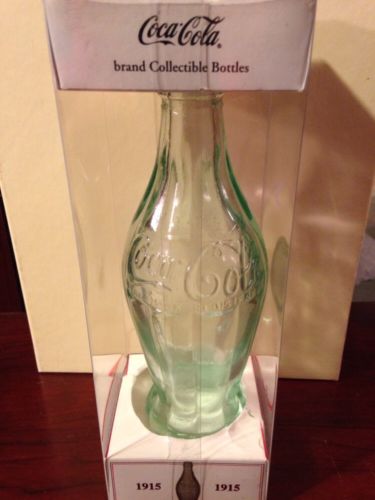 Coca-Cola®
brand Collectible Bottles
Coca-Cola
1915 1915